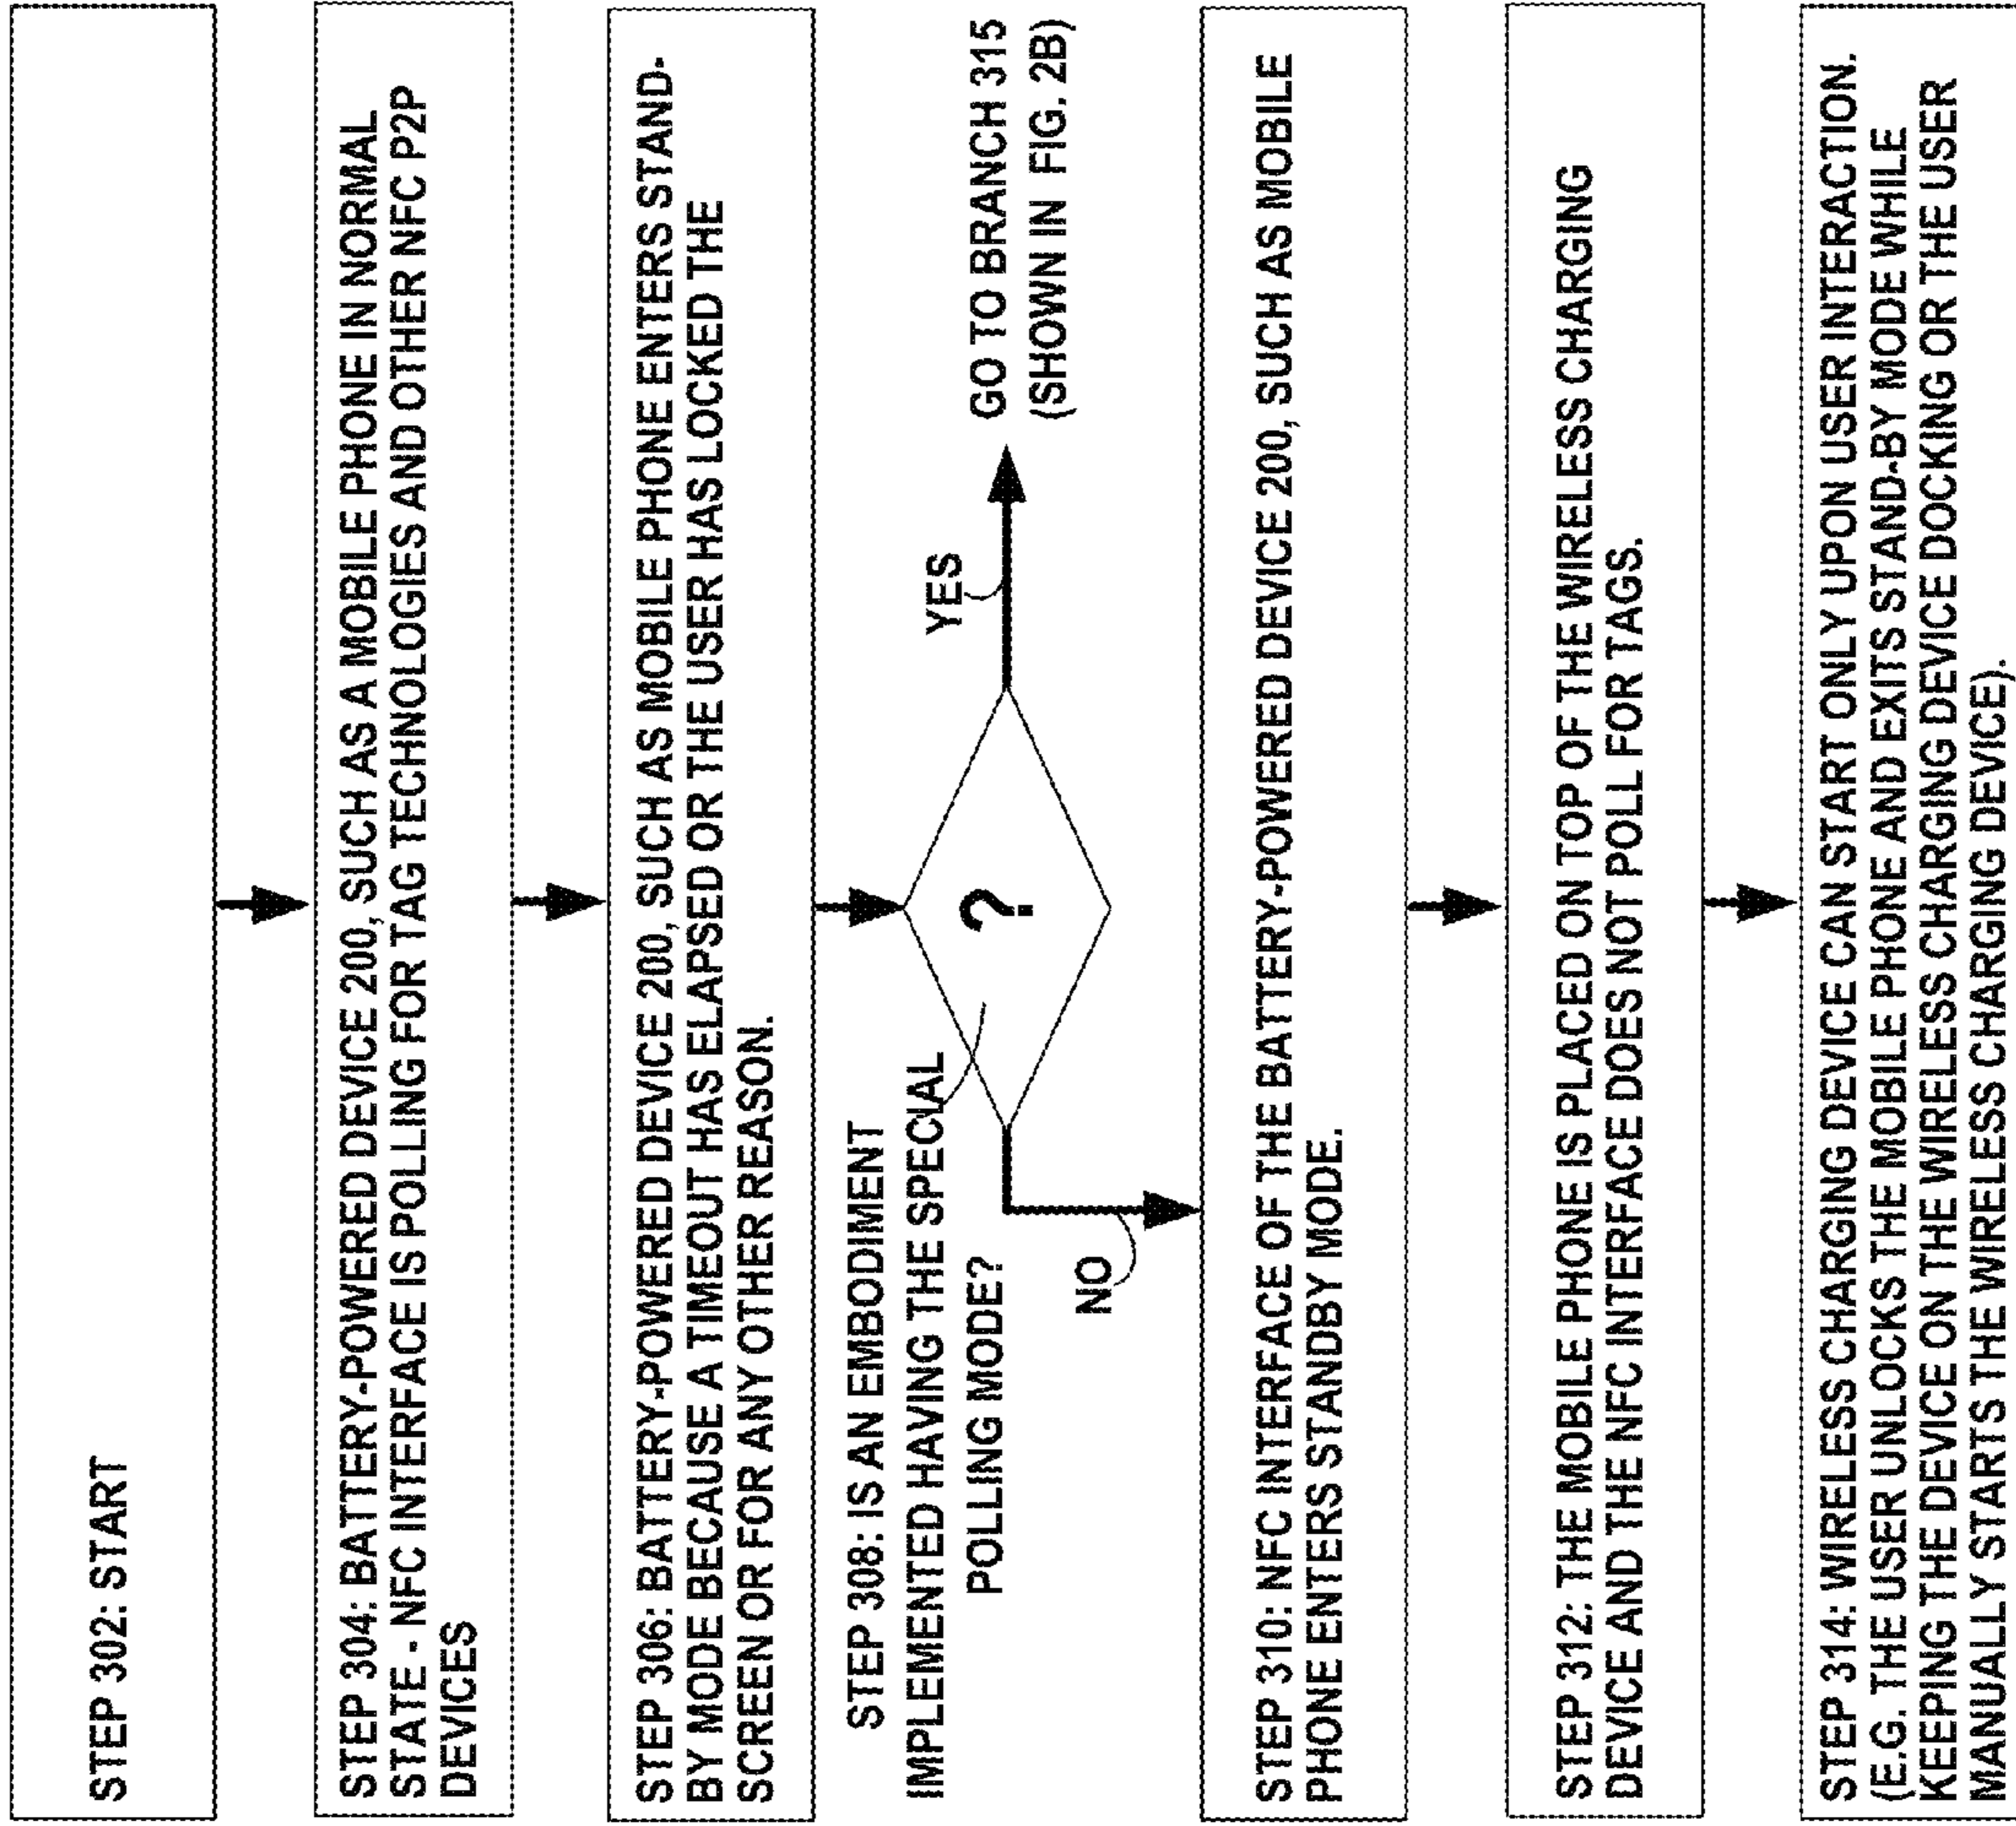 STEP 302: START
STEP 304: BATTERY-POWERED DEVICE 200, SUCH AS A MOBILE PHONE IN NORMAL
STATE - NFC INTERFACE IS POLLING FOR TAG TECHNOLOGIES AND OTHER NFC P2P
DEVICES
STEP 306: BATTERY-POWERED DEVICE 200, SUCH AS MOBILE PHONE ENTERS STAND-
BY MODE BECAUSE A TIMEOUT HAS ELAPSED OR THE USER HAS LOCKED THE
SCREEN OR FOR ANY OTHER REASON.
STEP 308: IS AN EMBODIMENT
IMPLEMENTED HAVING THE SPECIAL
POLLING MODE?
?
YES
GO TO BRANCH 315
(SHOWN IN FIG. 2B)
NO
STEP 310: NFC INTERFACE OF THE BATTERY-POWERED DEVICE 200, SUCH AS MOBILE
PHONE ENTERS STANDBY MODE.
STEP 312: THE MOBILE PHONE IS PLACED ON TOP OF THE WIRELESS CHARGING
DEVICE AND THE NFC INTERFACE DOES NOT POLL FOR TAGS.
STEP 314: WIRELESS CHARGING DEVICE CAN START ONLY UPON USER INTERACTION.
(E.G. THE USER UNLOCKS THE MOBILE PHONE AND EXITS STAND-BY MODE WHILE
KEEPING THE DEVICE ON THE WIRELESS CHARGING DEVICE DOCKING OR THE USER
MANUALLY STARTS THE WIRELESS CHARGING DEVICE).